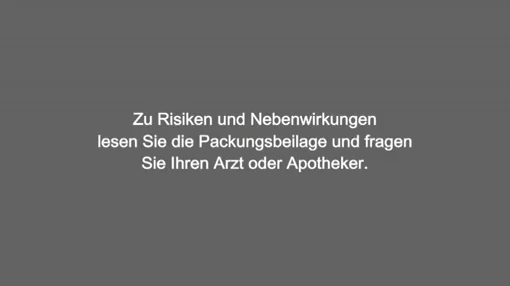 Zu Risiken und Nebenwirkungen
lesen Sie die Packungsbeilage und fragen
Sie Ihren Arzt oder Apotheker.